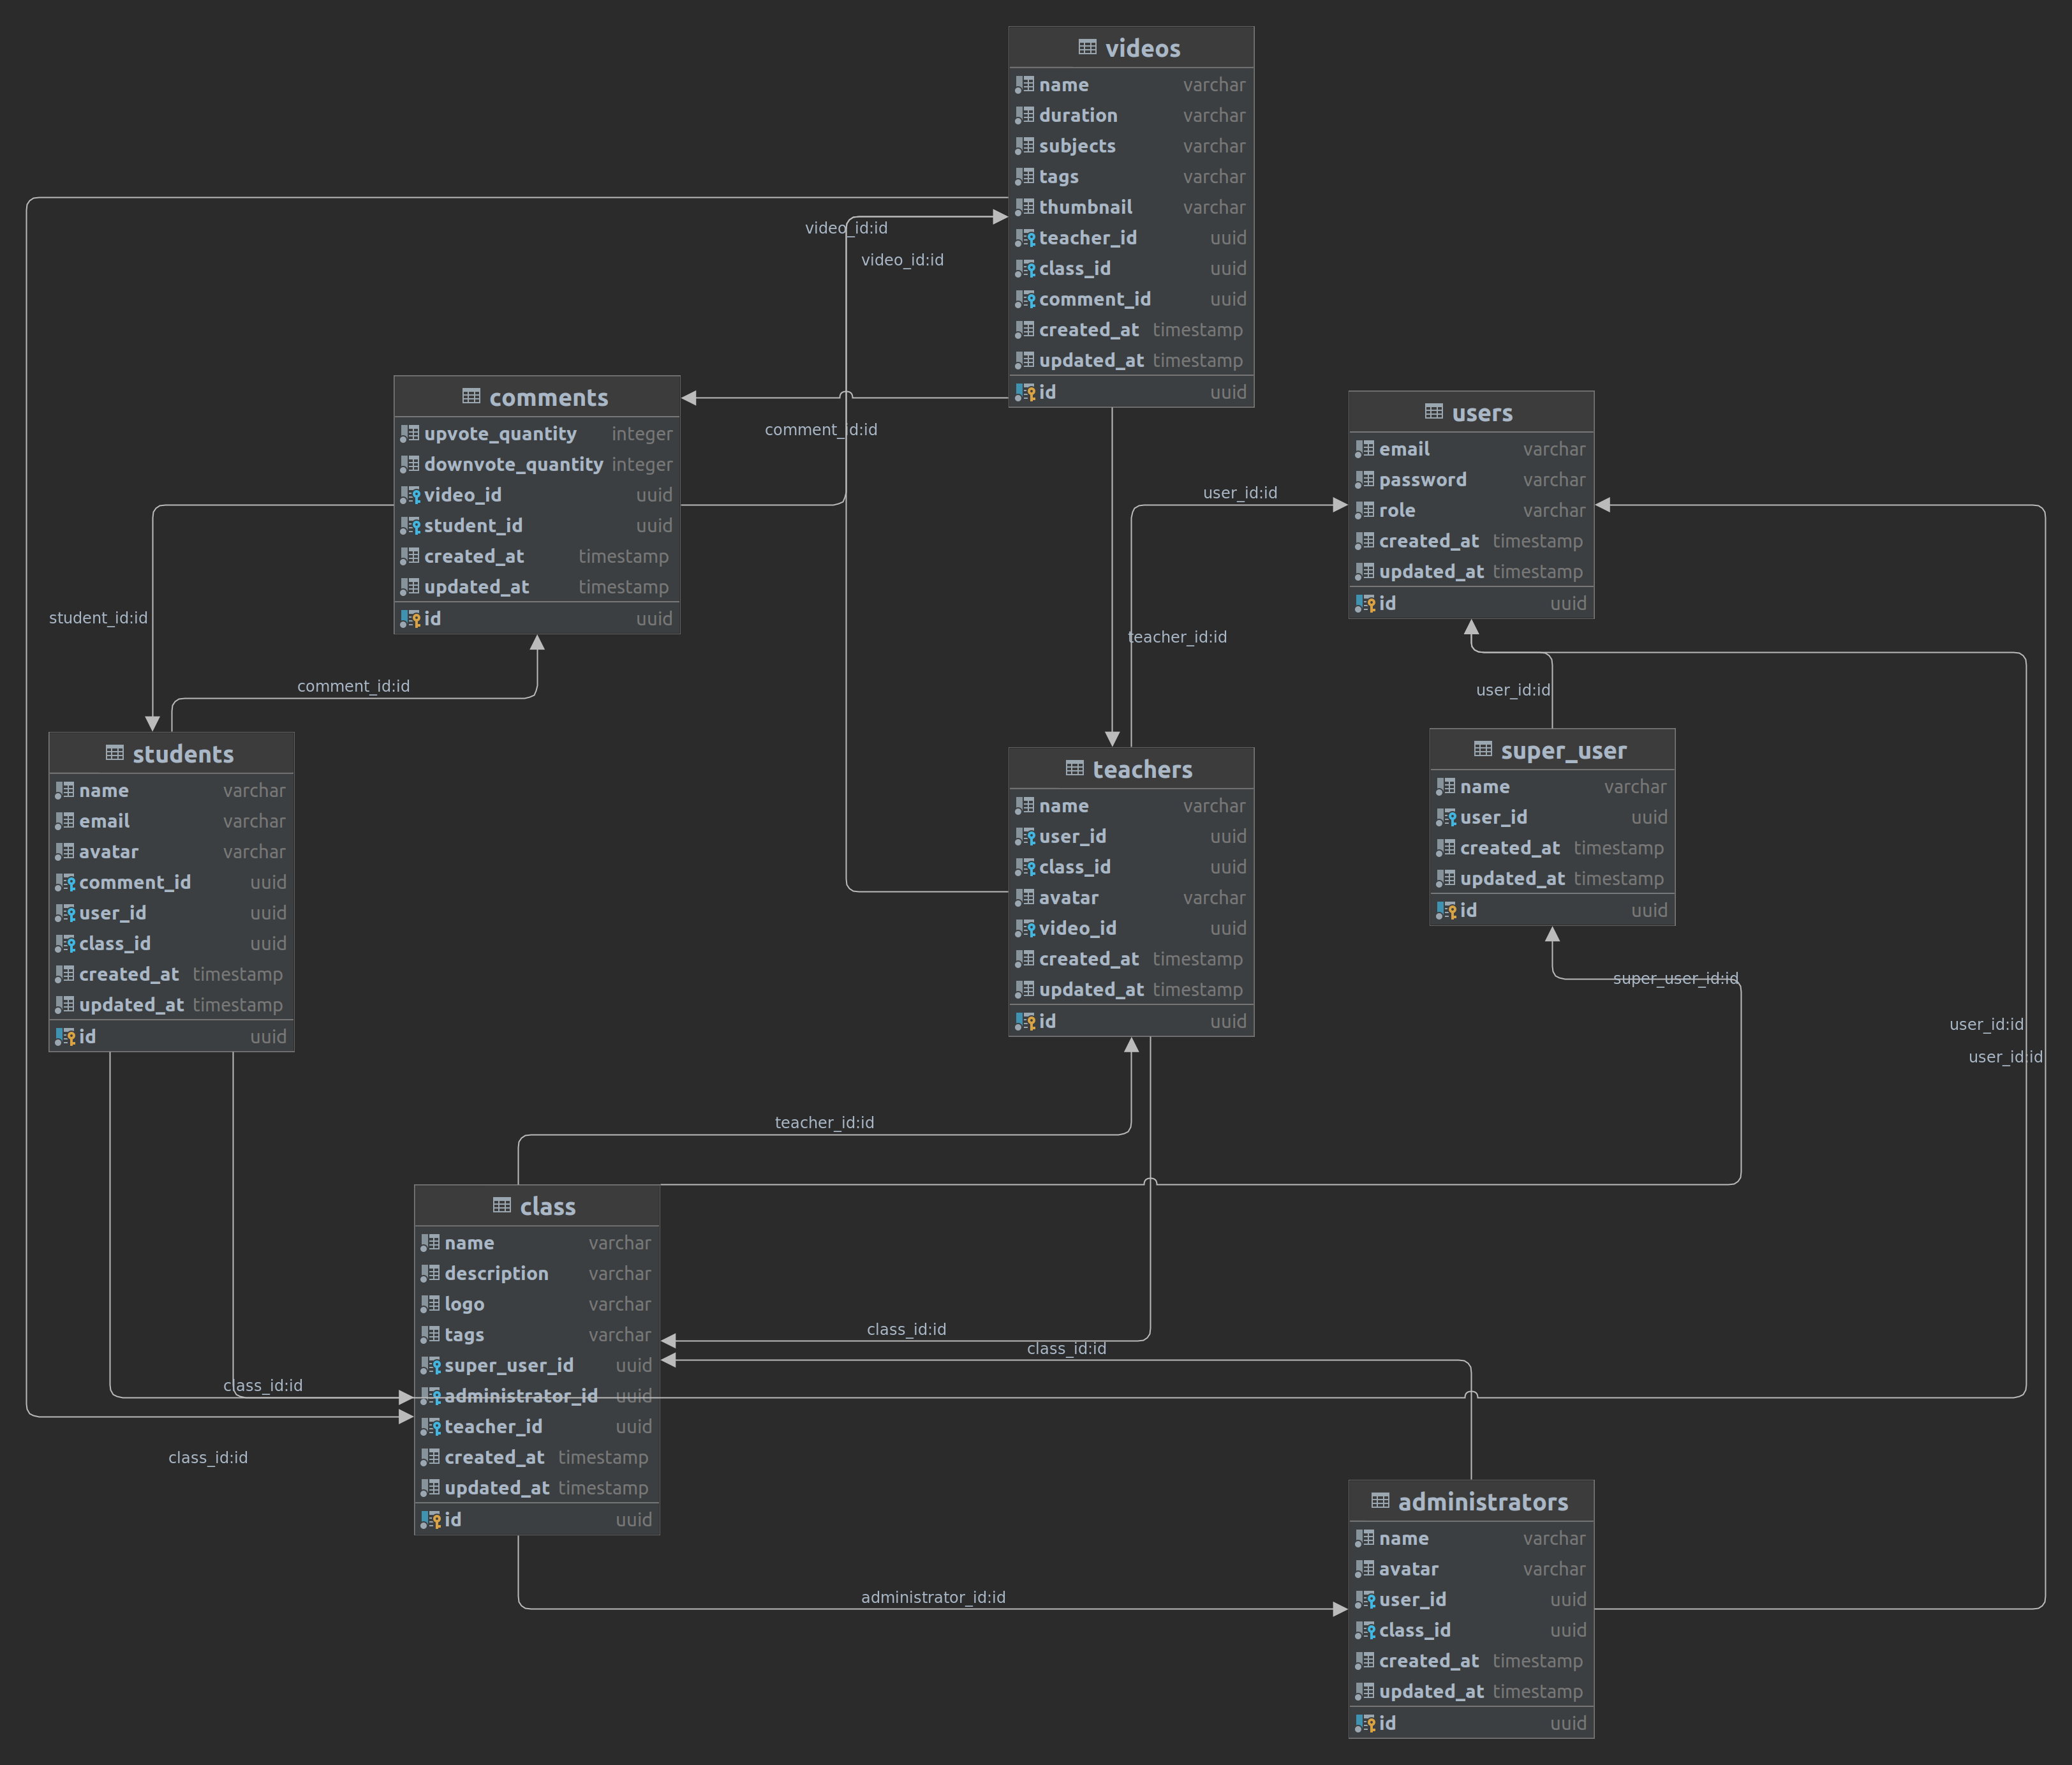 videos
name varchar
duration varchar
subjects varchar
tags varchar
thumbnail varchar
teacher_id uuid
class_id uuid
comment_id uuid
created_at timestamp
updated_at timestamp
id uuid
video_id:id
video_id:id
comments
upvote_quantity integer
downvote_quantity integer
video_id uuid
student_id uuid
created_at timestamp
updated_at timestamp
id uuid
comment_id:id
users
email varchar
password varchar
role varchar
created_at timestamp
updated_at timestamp
id uuid
user_id:id
student_id:id
teacher_id:id
comment_id:id
user_id:id
students
name varchar
email varchar
avatar varchar
comment_id uuid
user_id uuid
class_id uuid
created_at timestamp
updated_at timestamp
id uuid
teachers
name varchar
user_id uuid
class_id uuid
avatar varchar
video_id uuid
created_at timestamp
updated_at timestamp
id uuid
super_user
name varchar
user_id uuid
created_at timestamp
updated_at timestamp
id uuid
super_user_id:id
user_id:id
user_id:id
teacher_id:id
class
name varchar
description varchar
logo varchar
tags varchar
super_user_id uuid
administrator_id uuid
teacher_id uuid
created_at timestamp
updated_at timestamp
id uuid
class_id:id
class_id:id
class_id:id
class_id:id
administrators
name varchar
avatar varchar
user_id uuid
class_id uuid
created_at timestamp
updated_at timestamp
id uuid
administrator_id:id